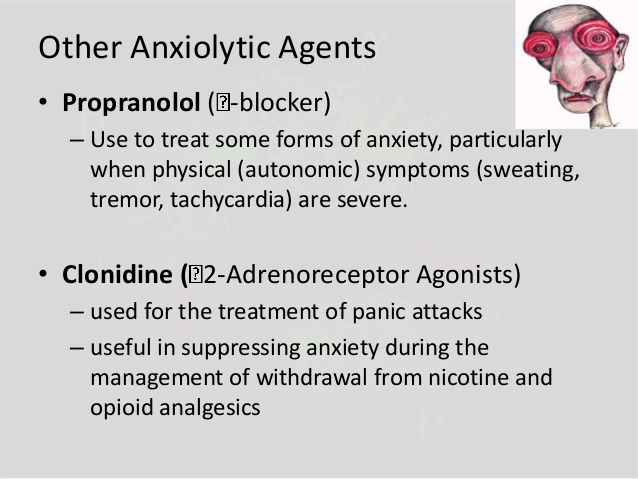 Other Anxiolytic Agents
• Propranolol (⍰-blocker)
– Use to treat some forms of anxiety, particularly
when physical (autonomic) symptoms (sweating,
tremor, tachycardia) are severe.
• Clonidine (⍰2-Adrenoreceptor Agonists)
– used for the treatment of panic attacks
– useful in suppressing anxiety during the
management of withdrawal from nicotine and
opioid analgesics
β